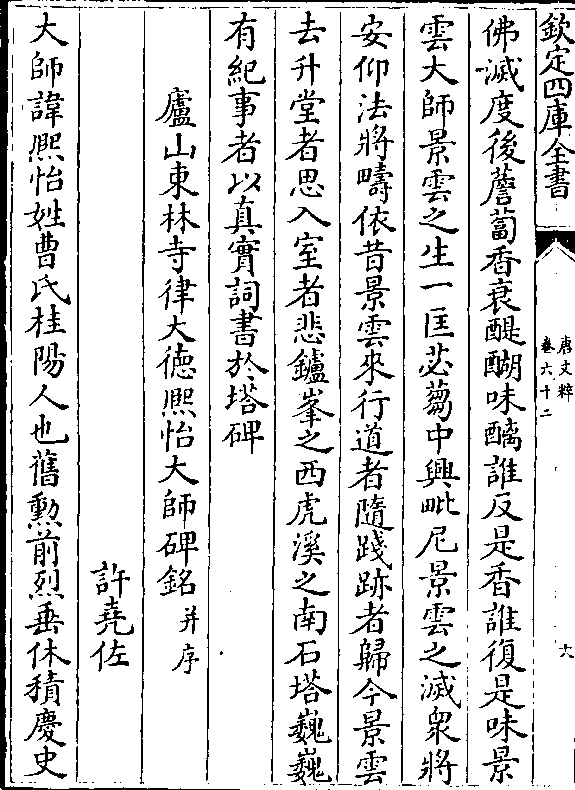 欽定四庫全書
唐文粹
卷六十二
六
佛滅度後薝蔔香衰醍醐味醨誰反是香誰復是味景
雲大師景雲之生一匡苾蒭中興毗尼景雲之滅衆將
安仰法將疇依昔景雲來行道者隨踐跡者歸今景雲
去升堂者思入室者悲鑪峯之西虎溪之南石塔巍巍
有紀事者以真實詞書於塔碑
廬山東林寺律大德熙怡大師碑銘并序
許堯佐
大師諱熙怡姓曹氏桂陽人也舊勲前烈垂休積慶史